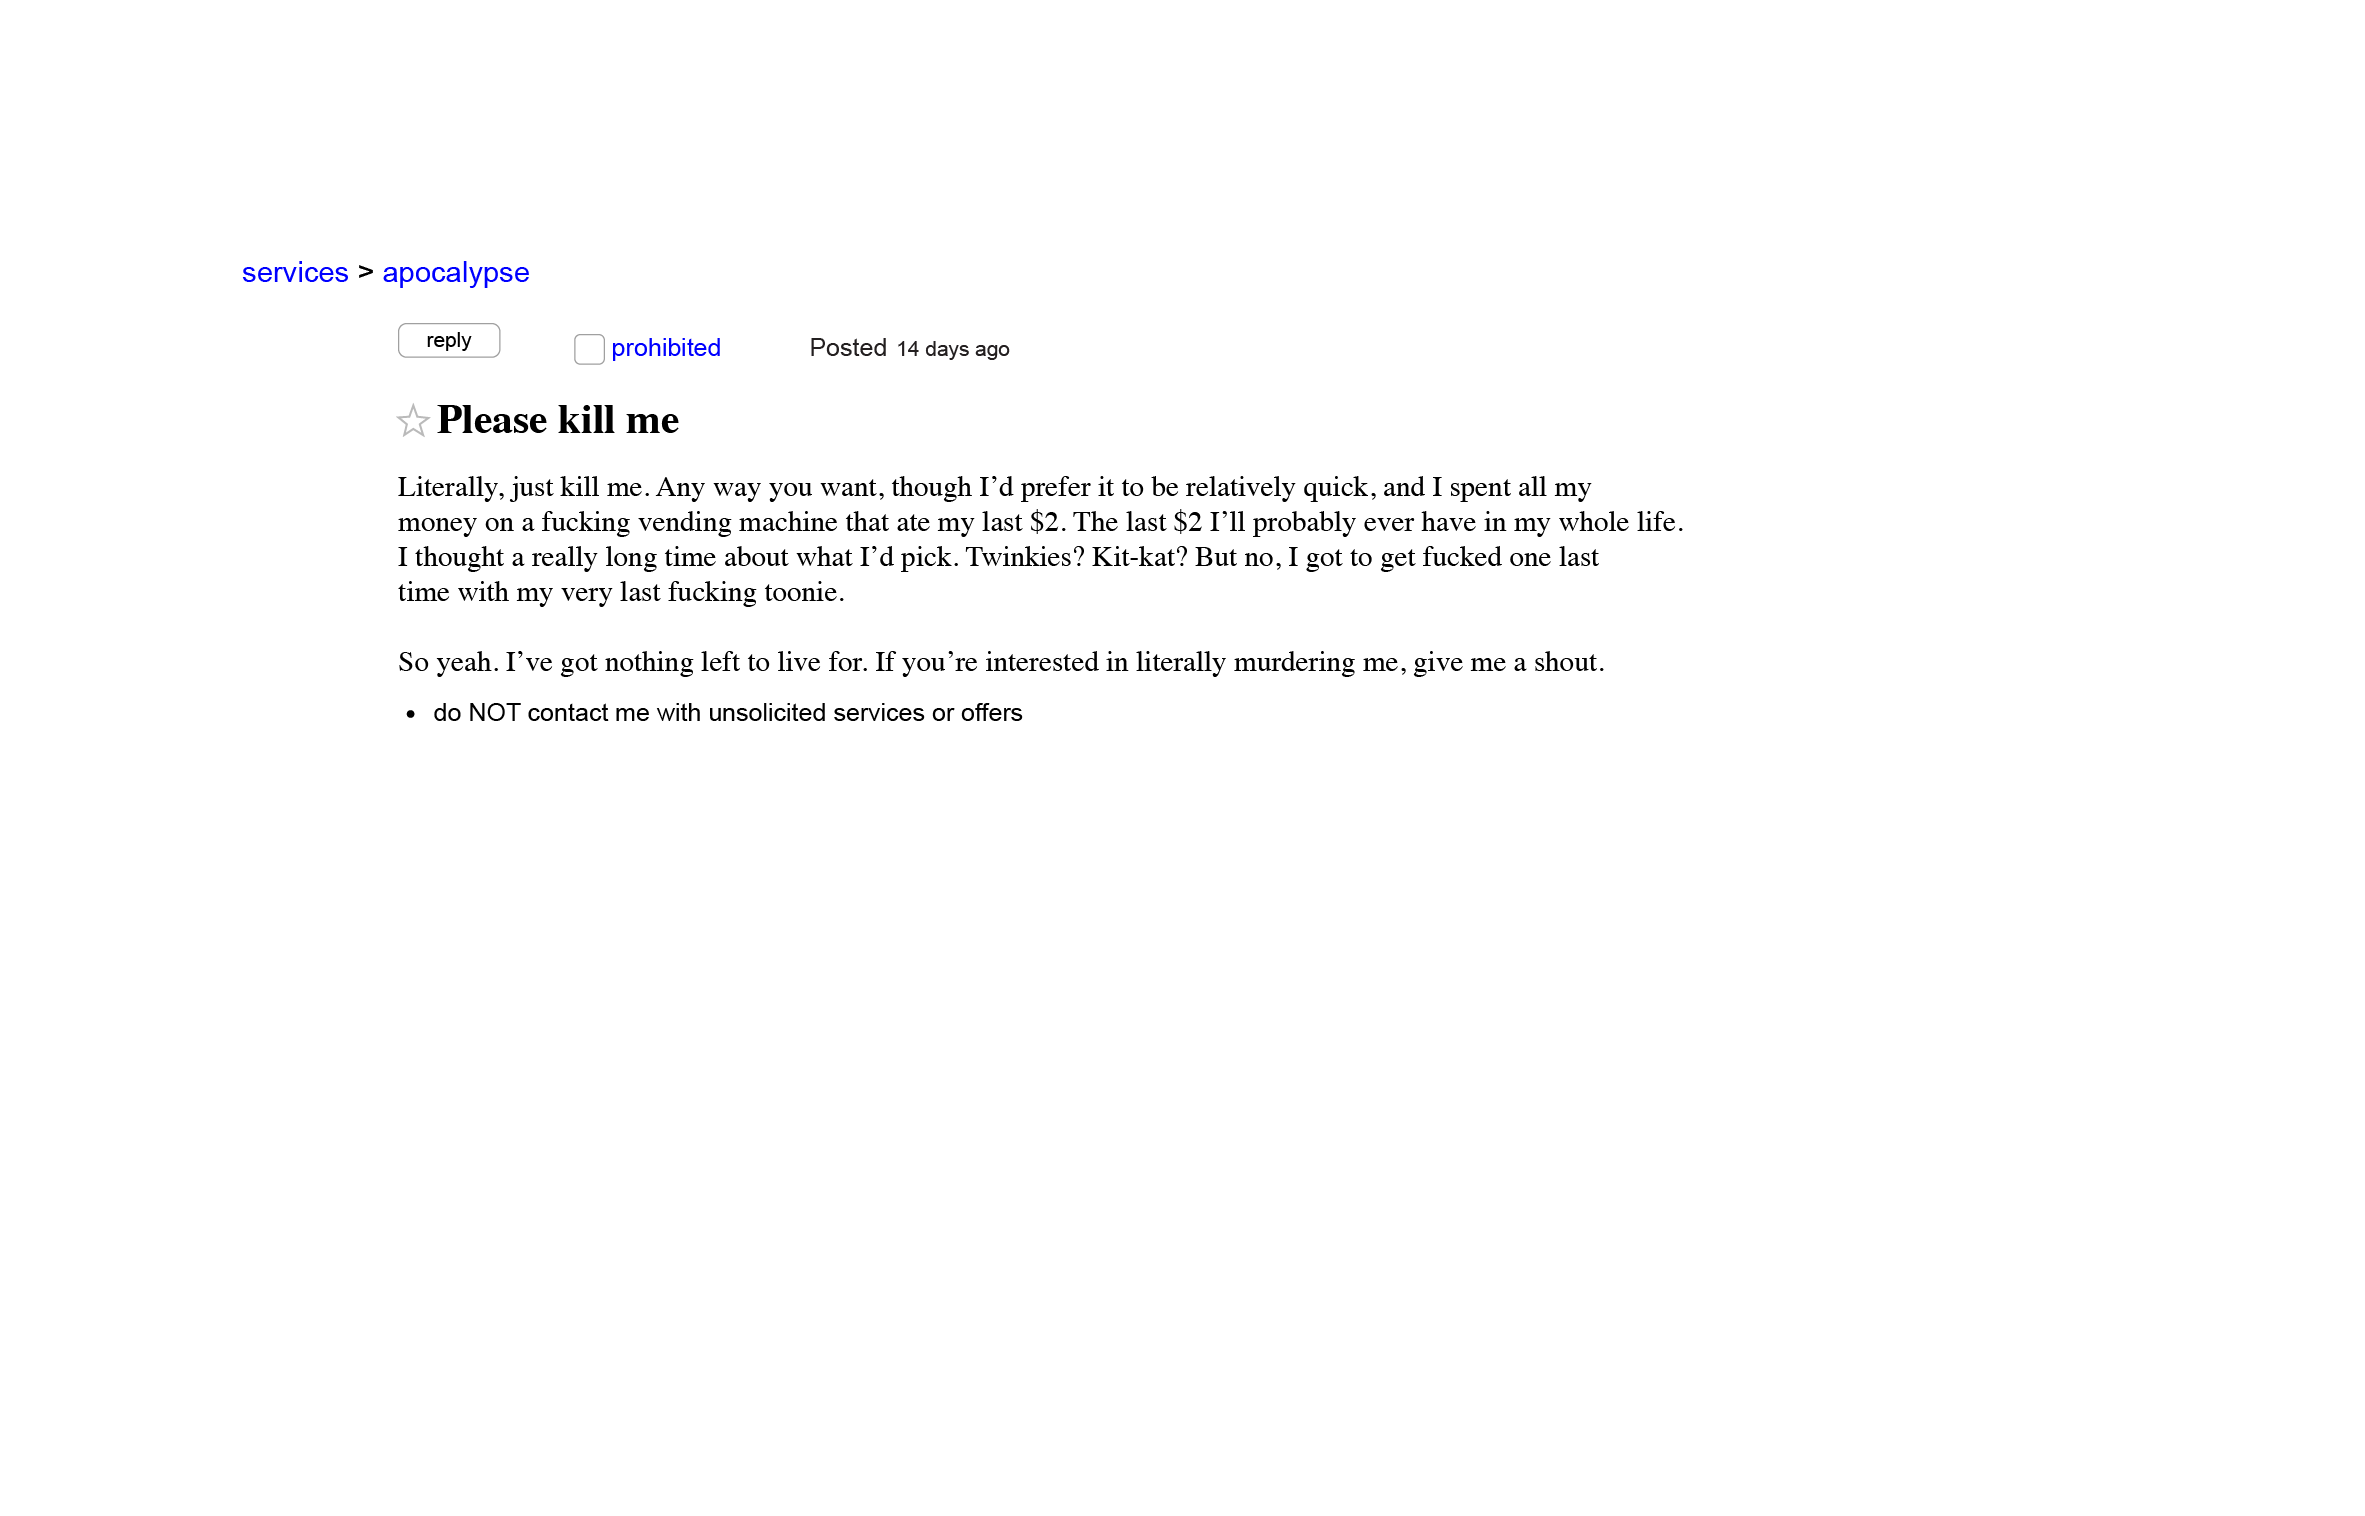 services > apocalypse
reply prohibited Posted 14 days ago
Please kill me
Literally, just kill me. Any way you want, though I’d prefer it to be relatively quick, and I spent all my
money on a fucking vending machine that ate my last $2. The last $2 I’ll probably ever have in my whole life.
I thought a really long time about what I’d pick. Twinkies? Kit-kat? But no, I got to get fucked one last
time with my very last fucking toonie.
So yeah. I’ve got nothing left to live for. If you’re interested in literally murdering me, give me a shout.
• do NOT contact me with unsolicited services or offers